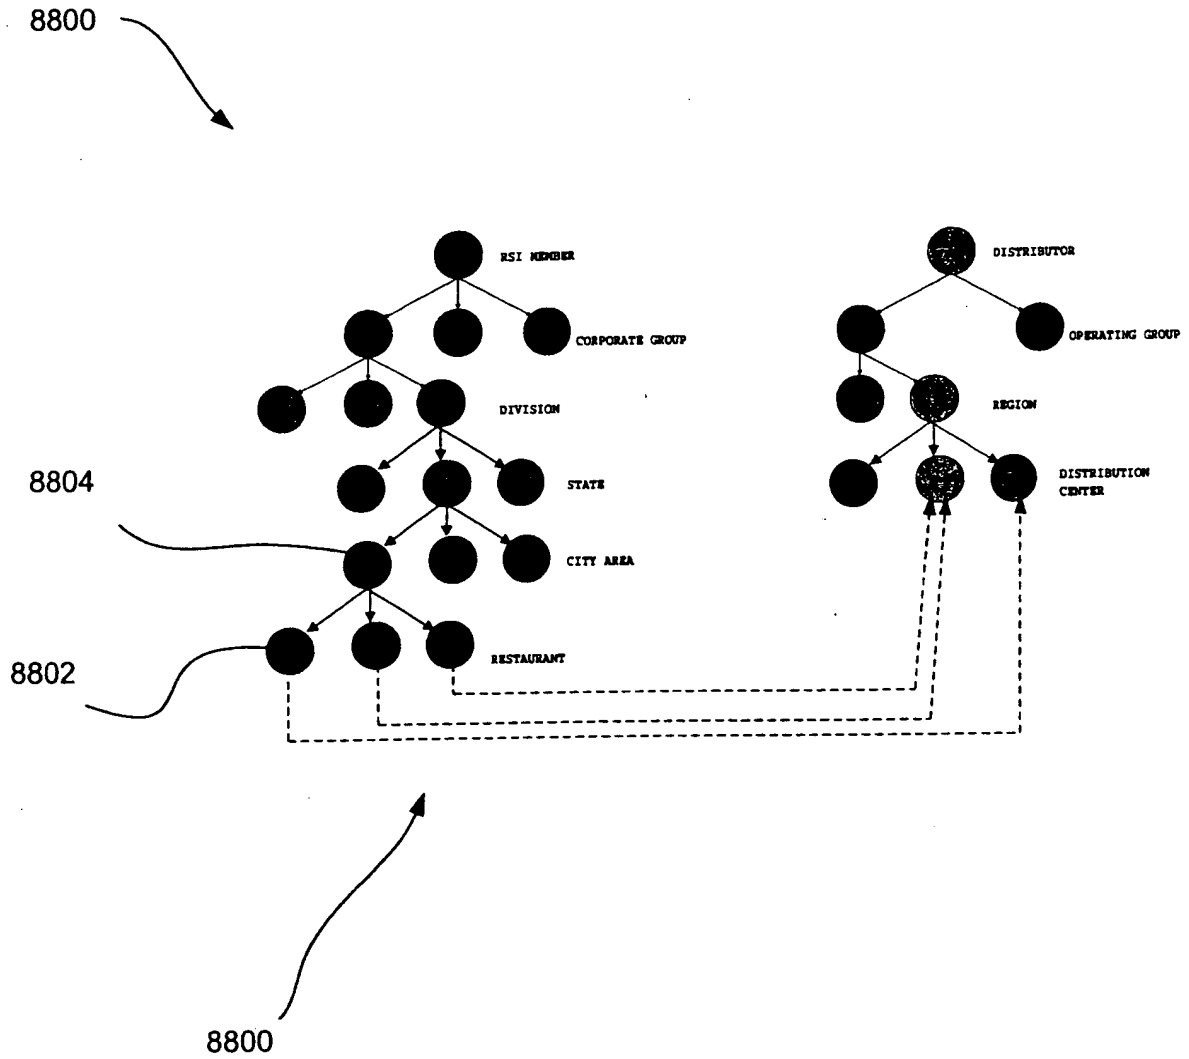 8800
RSI MEMBER
DISTRIBUTOR
CORPORATE GROUP
OPERATING GROUP
DIVISION
REGION
8804
STATE
DISTRIBUTION
CENTER
CITY AREA
8802
RESTAURANT
8800